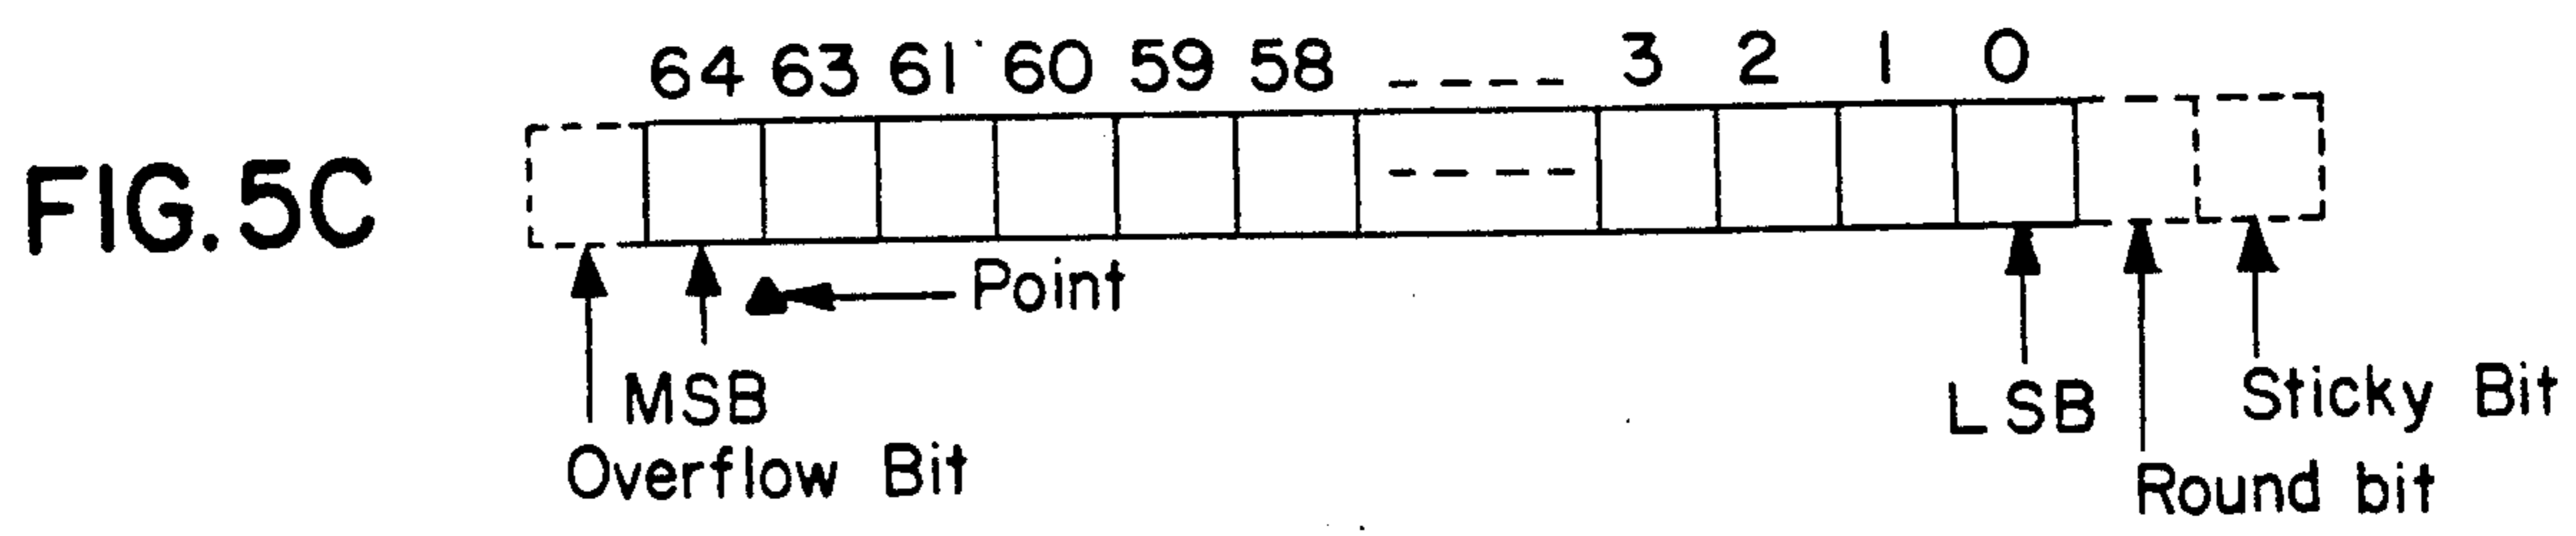 64 63 61 60 59 58 ---- 3 2 1 0
FIG. 5C
----
Point
MSB
LSB
Sticky Bit
Overflow Bit
Round bit